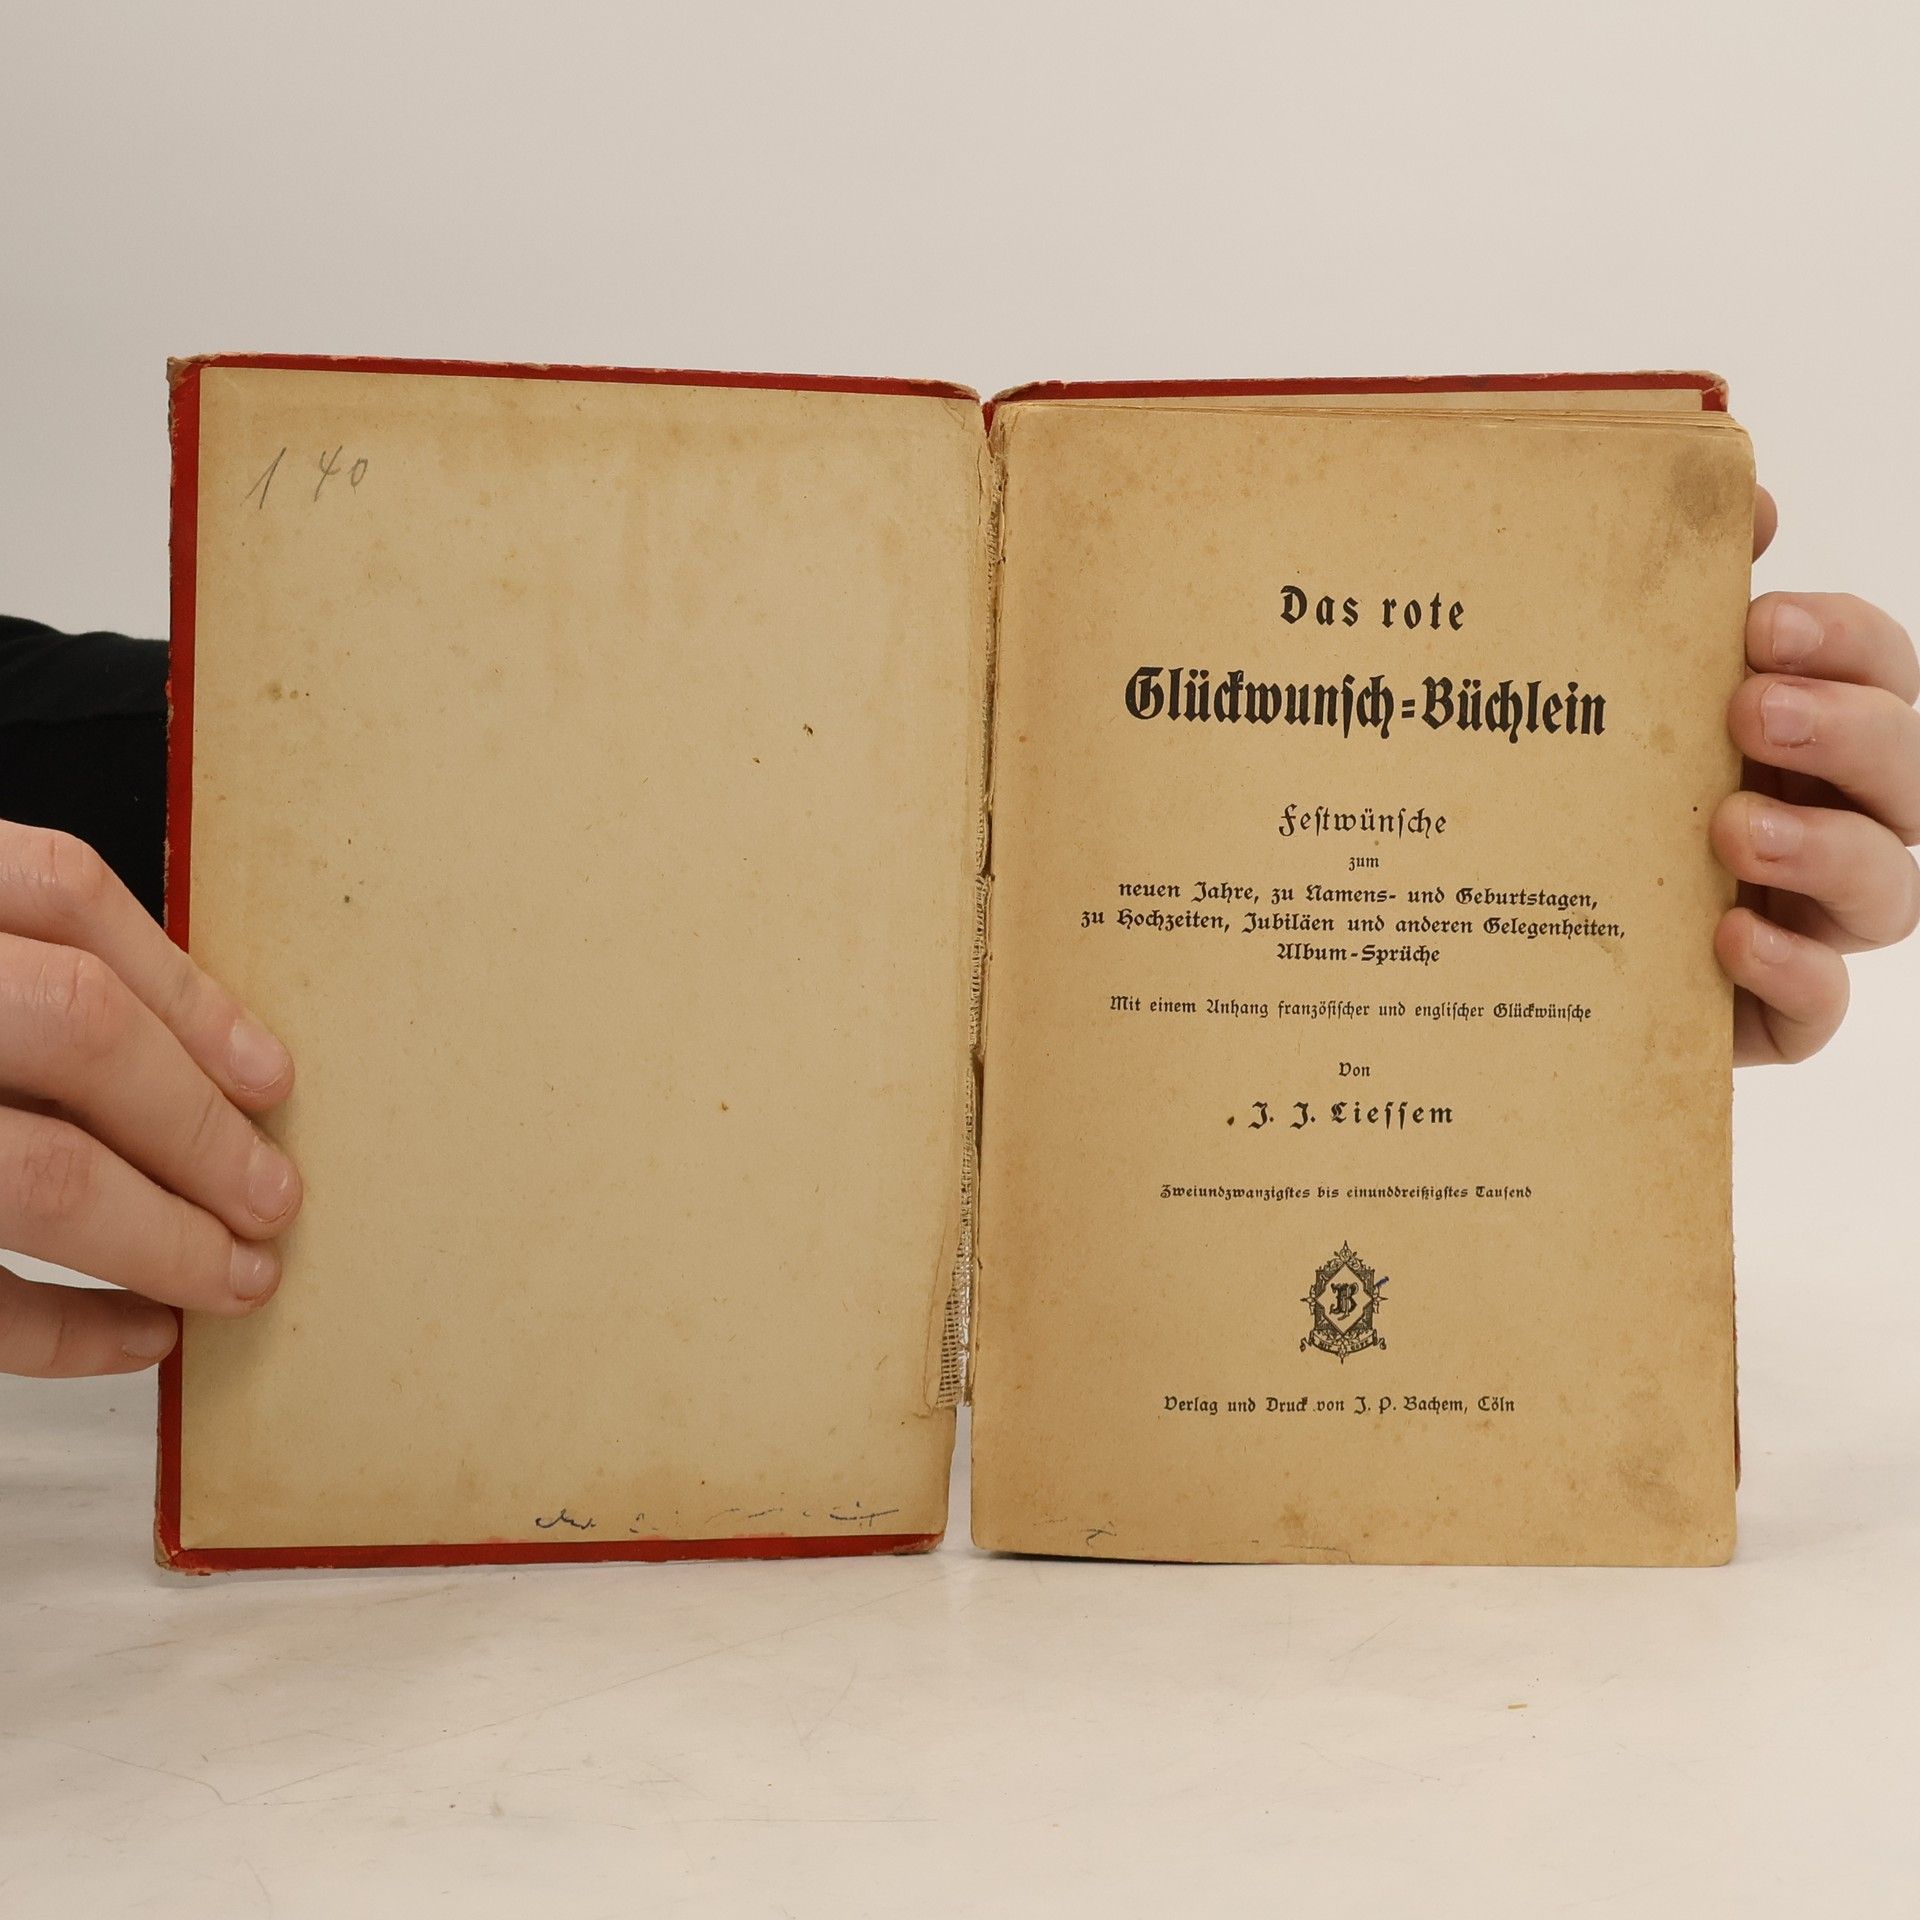 1 40
Das rote
Glückwunſch=Büchlein
Feſtwünſche
zum
neuen Jahre, zu Namens- und Geburtstagen,
zu Hochzeiten, Jubiläen und anderen Gelegenheiten,
Album-Sprüche
Mit einem Anhang franzöſiſcher und engliſcher Glückwünſche
Von
J. J. Lieſſem
Zweiundzwanzigſtes bis einunddreißigſtes Tauſend
B
Verlag und Druck von J. P. Bachem, Cöln